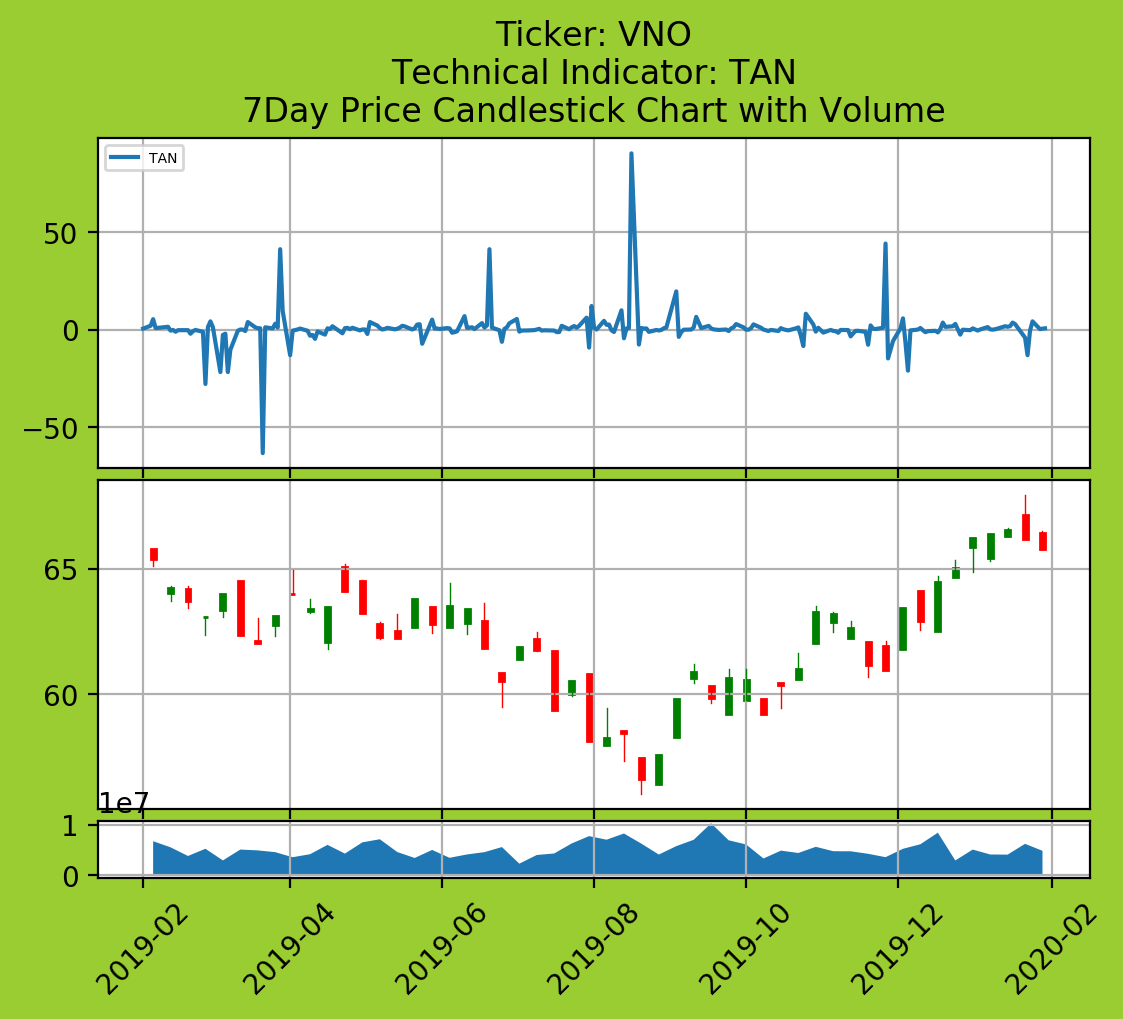 Ticker: VNO
Technical Indicator: TAN
7Day Price Candlestick Chart with Volume
TAN
50
0
−50
65
60
1e7
1
0
2019-02
2019-04
2019-06
2019-08
2019-10
2019-12
2020-02